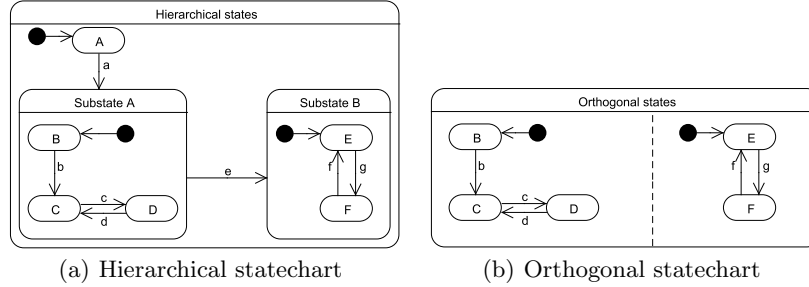 Hierarchical states
A
a
Substate A
B
b
C
c
d
D
e
Substate B
E
f
g
F
(a) Hierarchical statechart
Orthogonal states
B
b
C
c
d
D
E
f
g
F
(b) Orthogonal statechart